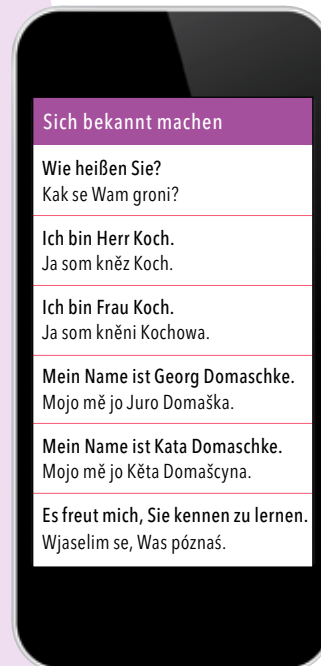 Sich bekannt machen
Wie heißen Sie?
Kak se Wam groni?
Ich bin Herr Koch.
Ja som kněz Koch.
Ich bin Frau Koch.
Ja som kněni Kochowa.
Mein Name ist Georg Domaschke.
Mojo mě jo Juro Domaška.
Mein Name ist Kata Domaschke.
Mojo mě jo Kěta Domašcyna.
Es freut mich, Sie kennen zu lernen.
Wjaselim se, Was póznaś.